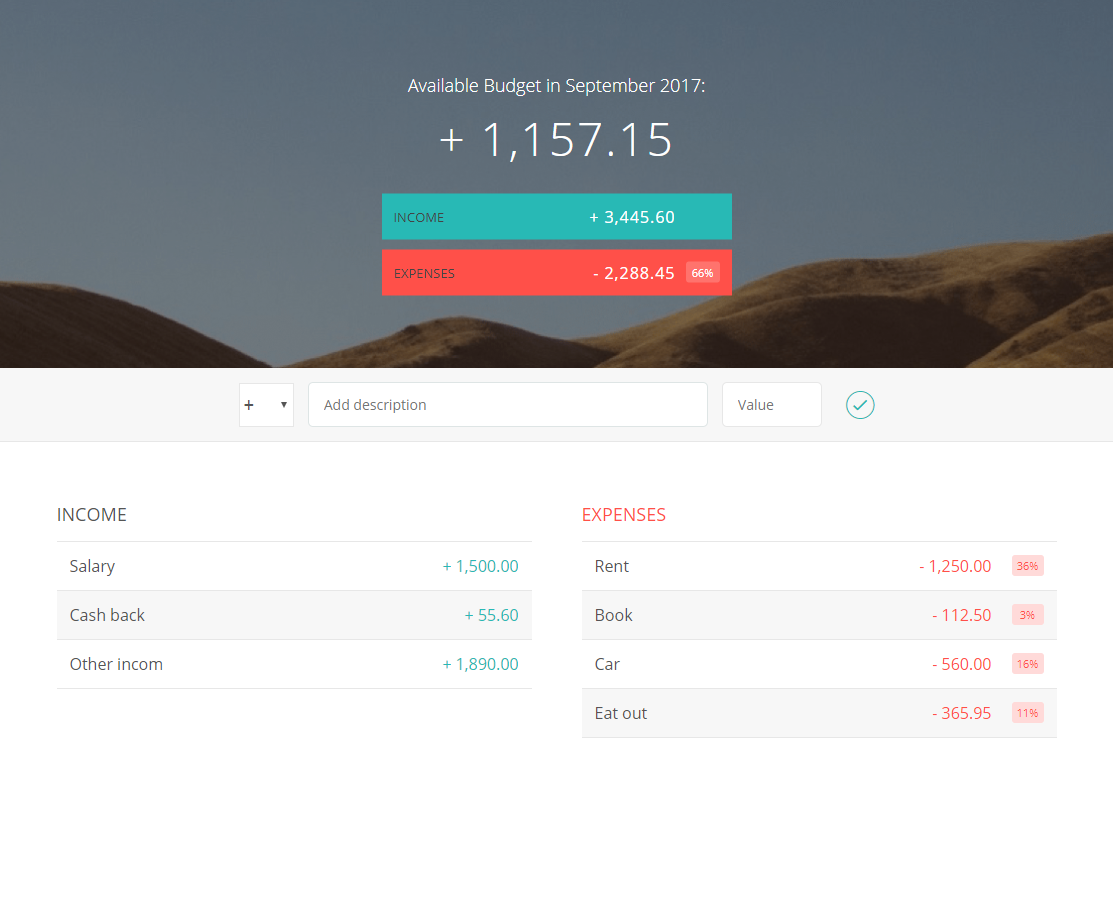 Available Budget in September 2017:
+ 1,157.15
INCOME + 3,445.60
EXPENSES - 2,288.45 66%
+ ▼ Add description Value
INCOME
Salary + 1,500.00
Cash back + 55.60
Other incom + 1,890.00
EXPENSES
Rent - 1,250.00 36%
Book - 112.50 3%
Car - 560.00 16%
Eat out - 365.95 11%